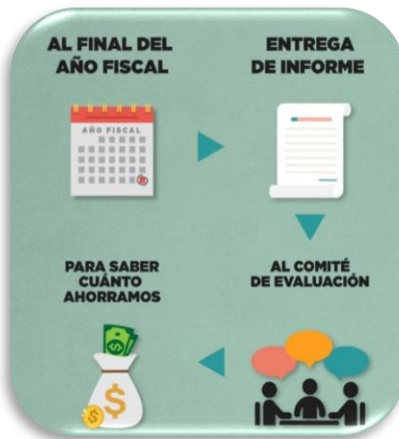 AL FINAL DEL
AÑO FISCAL
AÑO FISCAL
ENTREGA
DE INFORME
AL COMITÉ
DE EVALUACIÓN
PARA SABER
CUÁNTO
AHORRAMOS
$
$
$